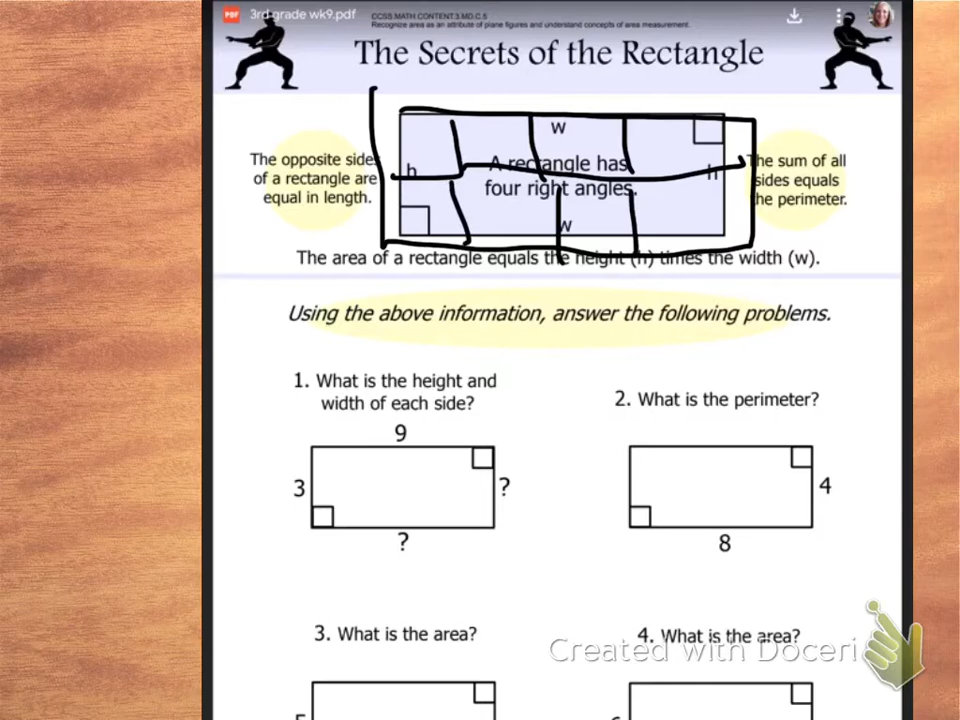 PDF 3rd grade wk9.pdf
CCSS.MATH.CONTENT.3.MD.C.5
Recognize area as an attribute of plane figures and understand concepts of area measurement.
The Secrets of the Rectangle
w
The opposite sides
of a rectangle are
equal in length.
h
A rectangle has
four right angles.
h
The sum of all
sides equals
the perimeter.
w
The area of a rectangle equals the height (h) times the width (w).
Using the above information, answer the following problems.
1. What is the height and
width of each side?
9
3
?
?
2. What is the perimeter?
4
8
3. What is the area?
5
4. What is the area?
6
Created with Doceri